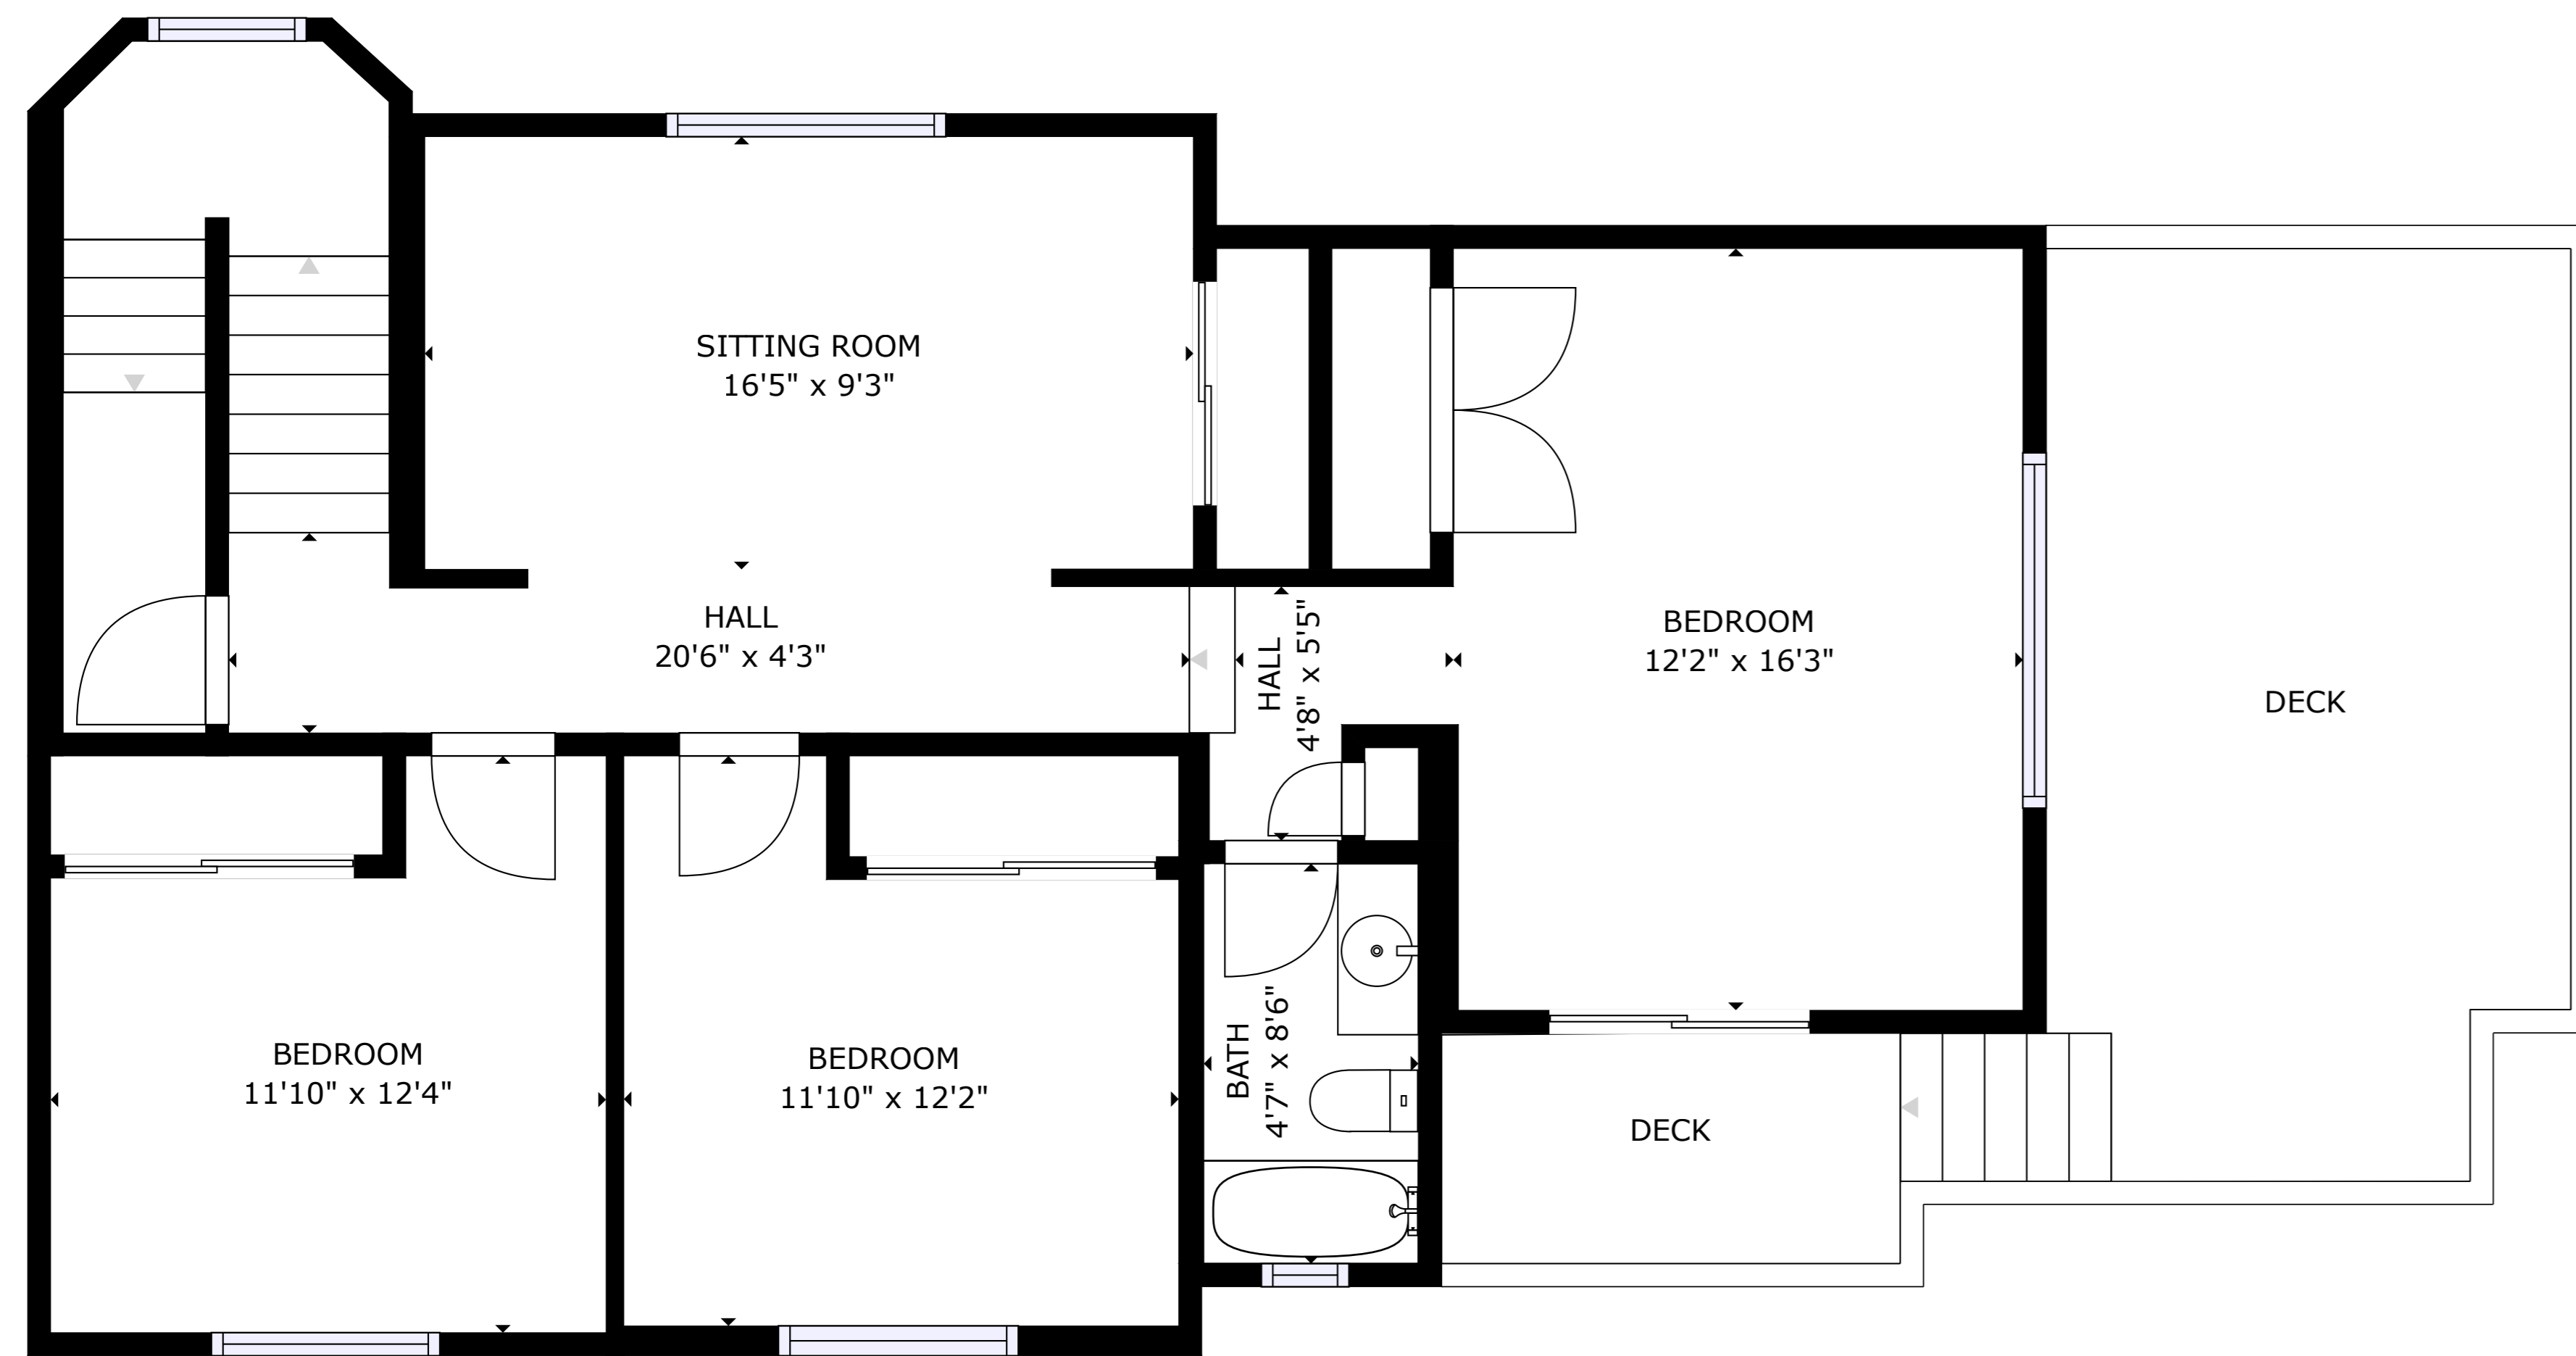 SITTING ROOM
16'5" x 9'3"
HALL
20'6" x 4'3"
HALL
4'8" x 5'5"
BEDROOM
12'2" x 16'3"
DECK
BEDROOM
11'10" x 12'4"
BEDROOM
11'10" x 12'2"
BATH
4'7" x 8'6"
DECK